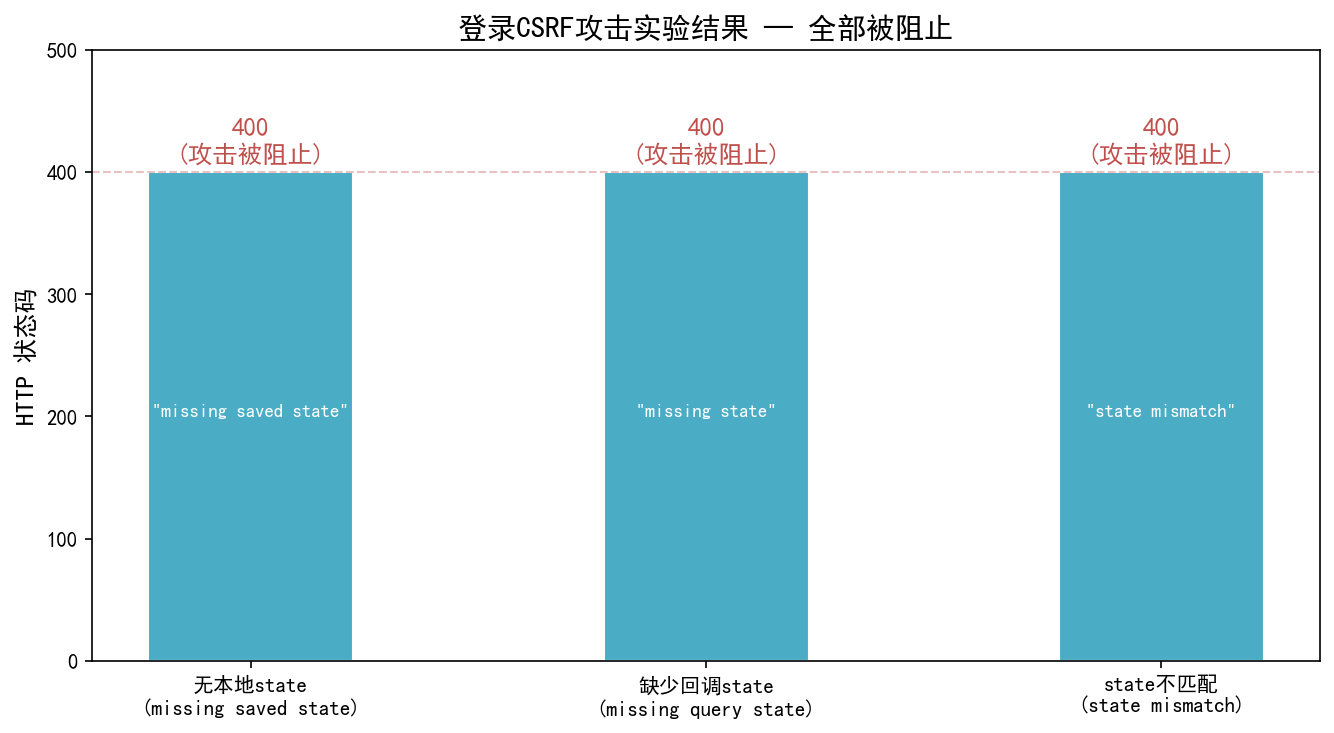 登录CSRF攻击实验结果 — 全部被阻止
500
400
(攻击被阻止)
400
(攻击被阻止)
400
(攻击被阻止)
400
300
HTTP 状态码
200
"missing saved state"
"missing state"
"state mismatch"
100
0
无本地state
(missing saved state)
缺少回调state
(missing query state)
state不匹配
(state mismatch)